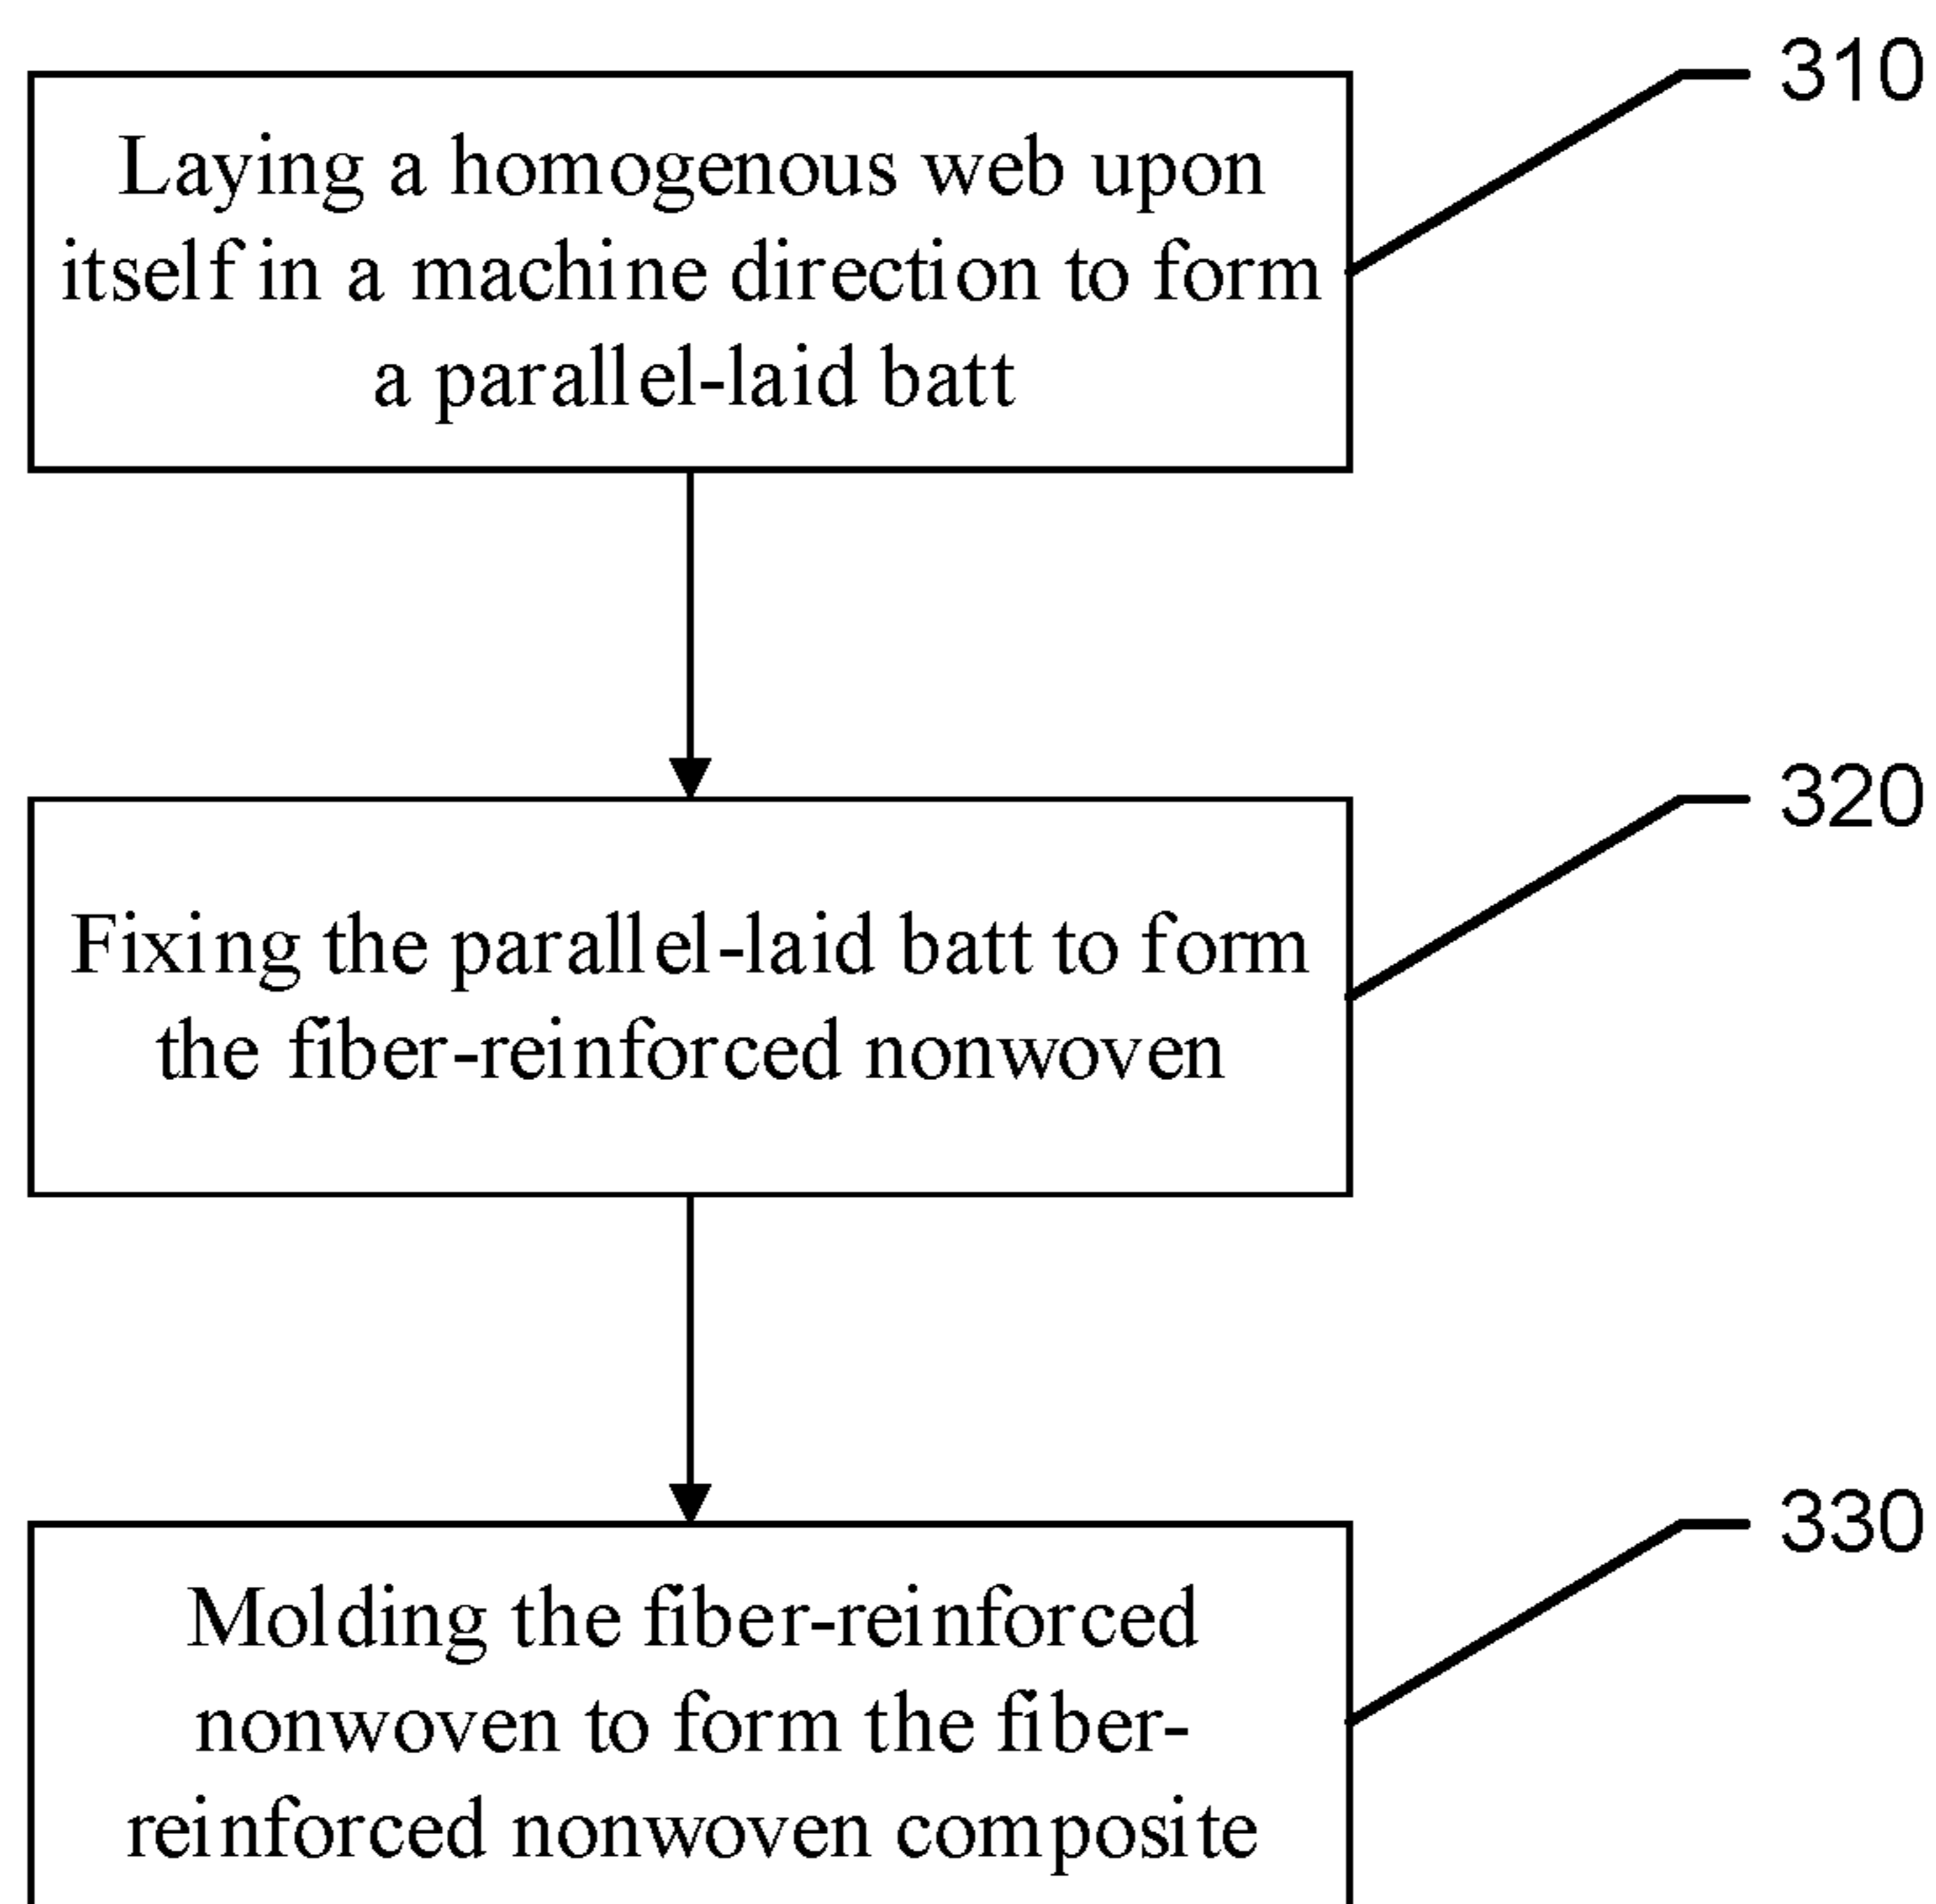 310
Laying a homogenous web upon
itself in a machine direction to form
a parallel-laid batt
320
Fixing the parallel-laid batt to form
the fiber-reinforced nonwoven
330
Molding the fiber-reinforced
nonwoven to form the fiber-
reinforced nonwoven composite